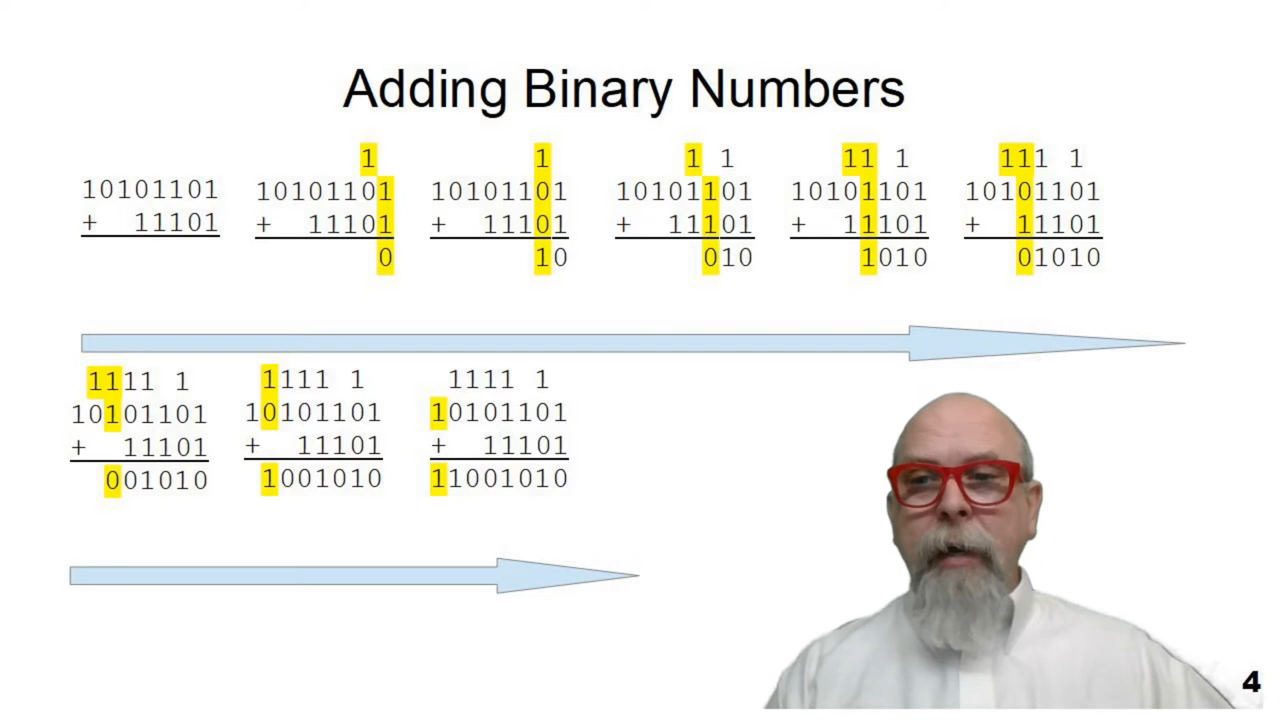 Adding Binary Numbers
1 1 1 1 11 1 111 1
10101101 10101101 10101101 10101101 10101101 10101101
+ 11101 + 11101 + 11101 + 11101 + 11101 + 11101
0 10 010 1010 01010
1111 1 1111 1 1111 1
10101101 10101101 10101101
+ 11101 + 11101 + 11101
001010 1001010 11001010
4